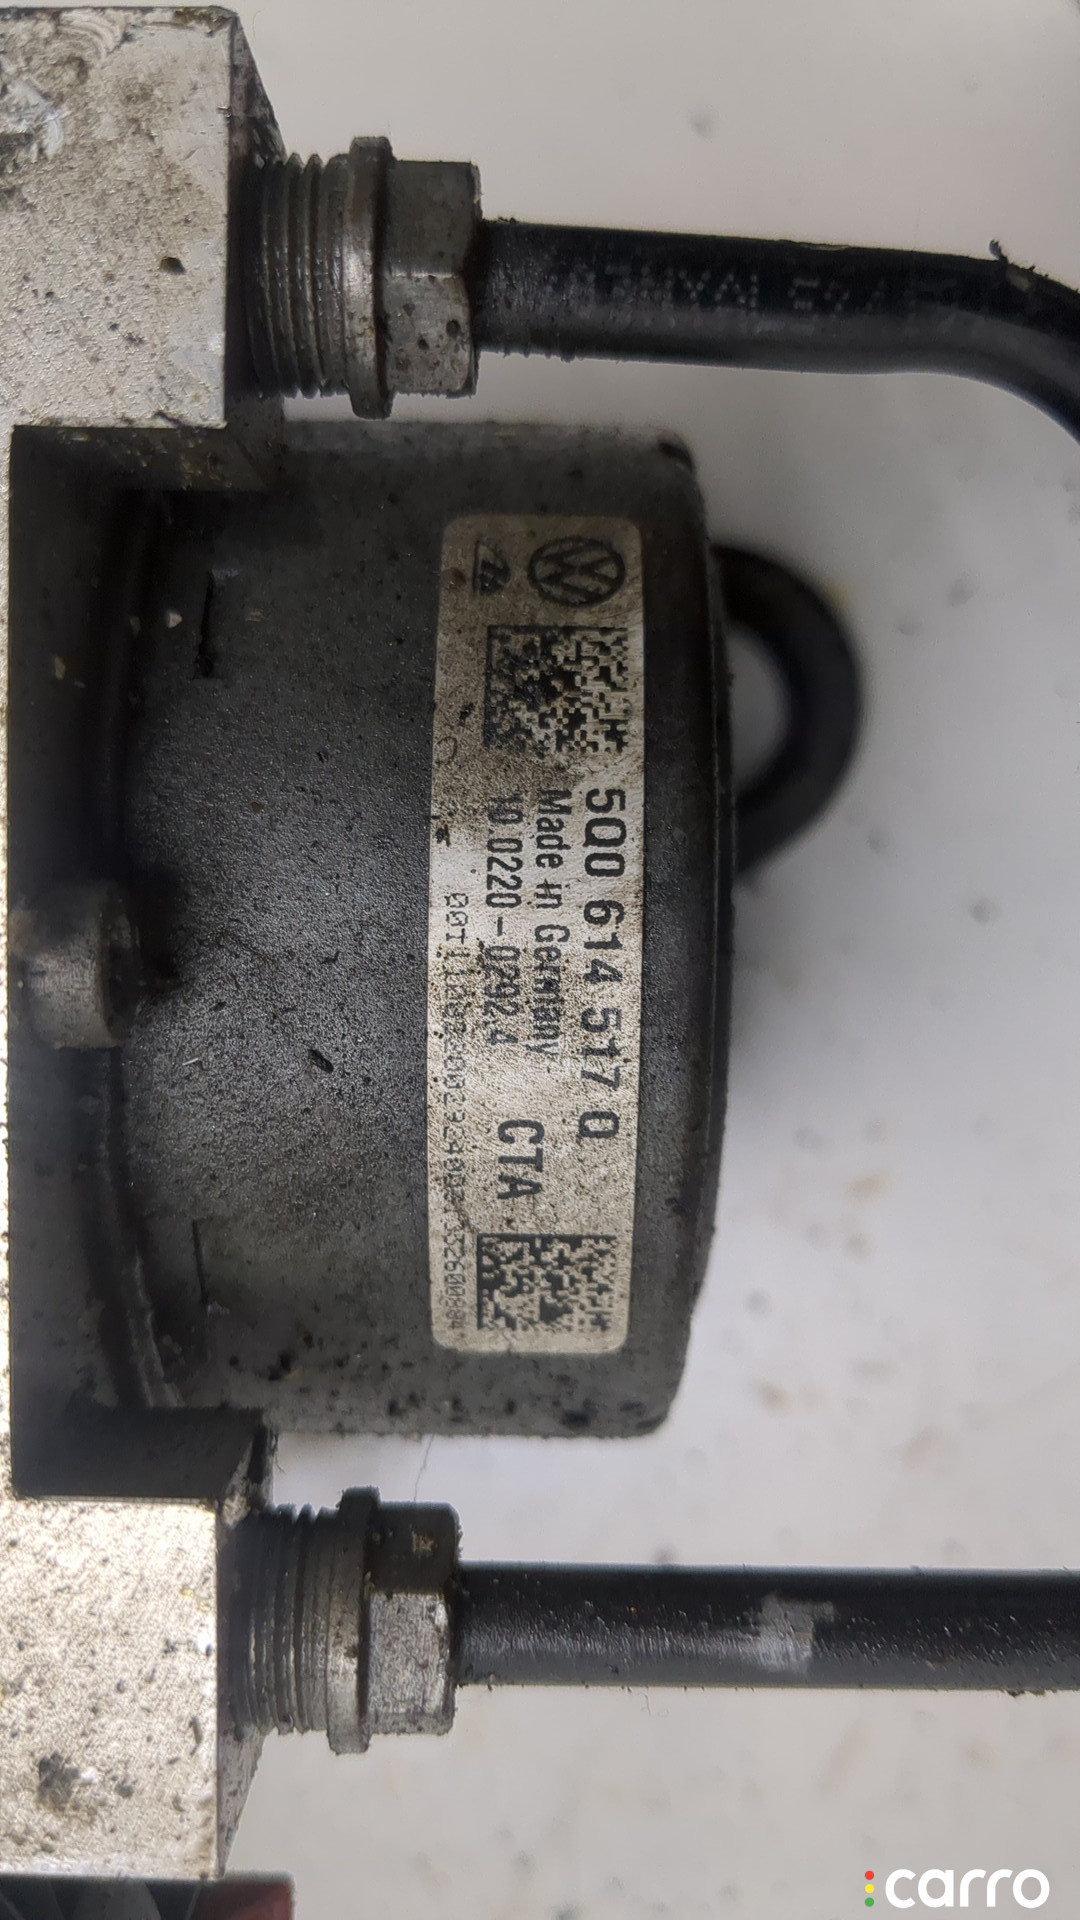 5Q0 614 517 Q
Made in Germany
10.0220-0292.4
CTA
carro